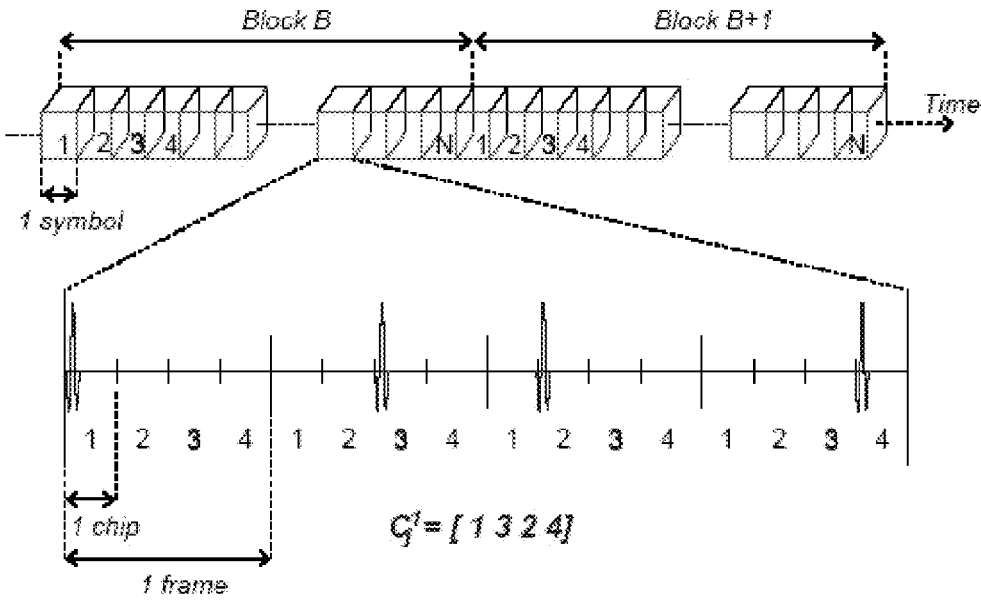 Block B Block B+1
Time
1 2 3 4 N 1 2 3 4 N
1 symbol
1 2 3 4 1 2 3 4 1 2 3 4 1 2 3 4
1 chip
C_j^1 = [ 1 3 2 4]
1 frame